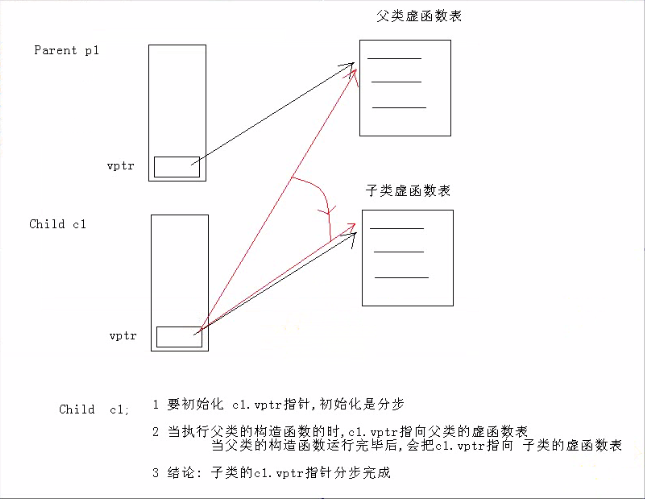 父类虚函数表
Parent p1
vptr
子类虚函数表
Child c1
vptr
Child c1;
1 要初始化 c1.vptr指针,初始化是分步
2 当执行父类的构造函数的时,c1.vptr指向父类的虚函数表
当父类的构造函数运行完毕后,会把c1.vptr指向 子类的虚函数表
3 结论: 子类的c1.vptr指针分步完成